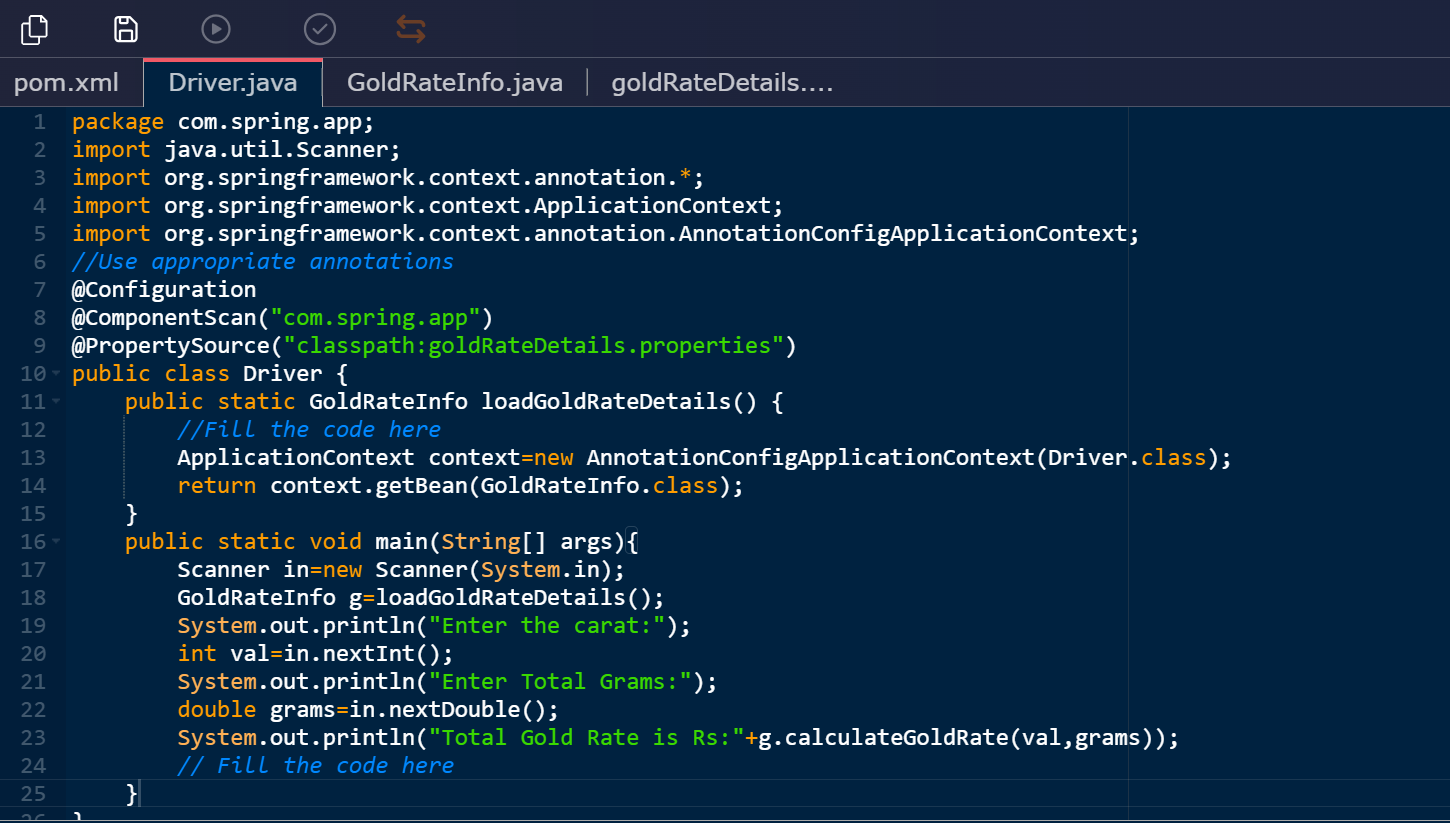 pom.xml Driver.java GoldRateInfo.java goldRateDetails....
1 package com.spring.app;
2 import java.util.Scanner;
3 import org.springframework.context.annotation.*;
4 import org.springframework.context.ApplicationContext;
5 import org.springframework.context.annotation.AnnotationConfigApplicationContext;
6 //Use appropriate annotations
7 @Configuration
8 @ComponentScan("com.spring.app")
9 @PropertySource("classpath:goldRateDetails.properties")
10 public class Driver {
11     public static GoldRateInfo loadGoldRateDetails() {
12         //Fill the code here
13         ApplicationContext context=new AnnotationConfigApplicationContext(Driver.class);
14         return context.getBean(GoldRateInfo.class);
15     }
16     public static void main(String[] args){
17         Scanner in=new Scanner(System.in);
18         GoldRateInfo g=loadGoldRateDetails();
19         System.out.println("Enter the carat:");
20         int val=in.nextInt();
21         System.out.println("Enter Total Grams:");
22         double grams=in.nextDouble();
23         System.out.println("Total Gold Rate is Rs:"+g.calculateGoldRate(val,grams));
24         // Fill the code here
25     }
26 }